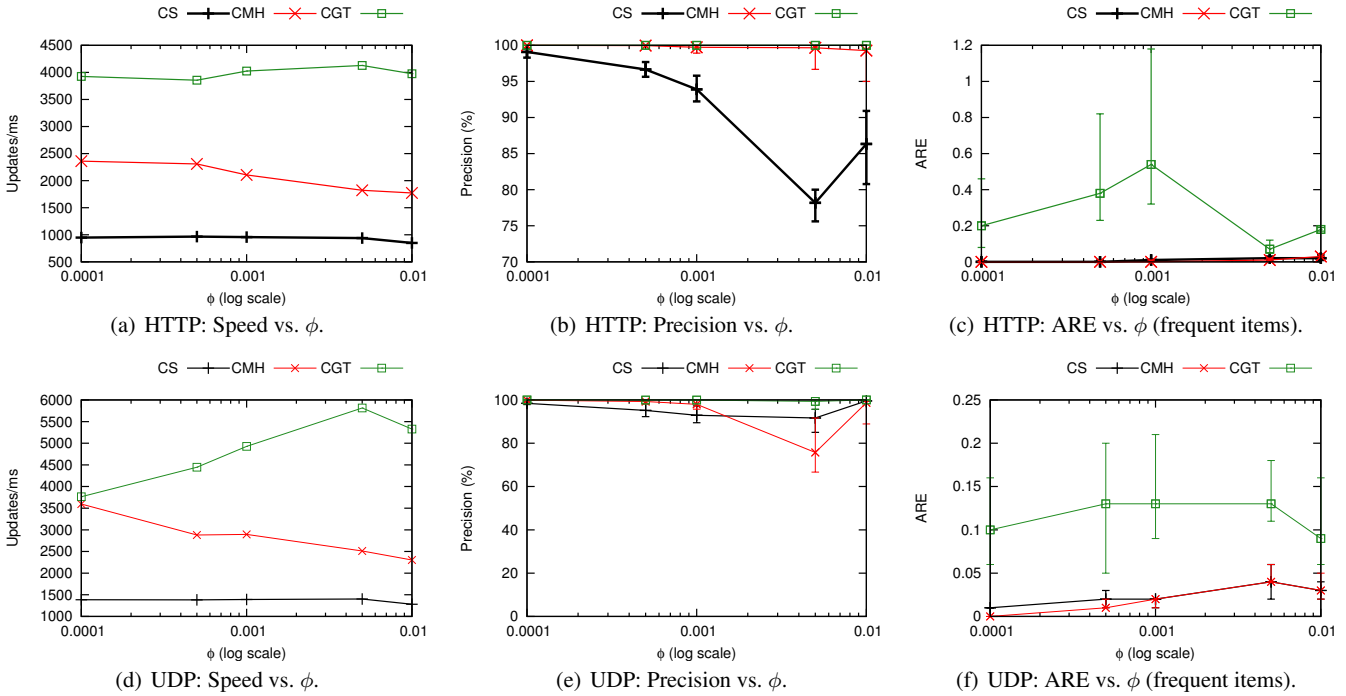 CS CMH CGT
4500
4000
3500
3000
2500
2000
1500
1000
500
0.0001 0.001 0.01
Updates/ms
ϕ (log scale)
(a) HTTP: Speed vs. ϕ.
CS CMH CGT
100
95
90
85
80
75
70
0.0001 0.001 0.01
Precision (%)
ϕ (log scale)
(b) HTTP: Precision vs. ϕ.
CS CMH CGT
1.2
1
0.8
0.6
0.4
0.2
0
0.0001 0.001 0.01
ARE
ϕ (log scale)
(c) HTTP: ARE vs. ϕ (frequent items).
CS CMH CGT
6000
5500
5000
4500
4000
3500
3000
2500
2000
1500
1000
0.0001 0.001 0.01
Updates/ms
ϕ (log scale)
(d) UDP: Speed vs. ϕ.
CS CMH CGT
100
80
60
40
20
0
0.0001 0.001 0.01
Precision (%)
ϕ (log scale)
(e) UDP: Precision vs. ϕ.
CS CMH CGT
0.25
0.2
0.15
0.1
0.05
0
0.0001 0.001 0.01
ARE
ϕ (log scale)
(f) UDP: ARE vs. ϕ (frequent items).